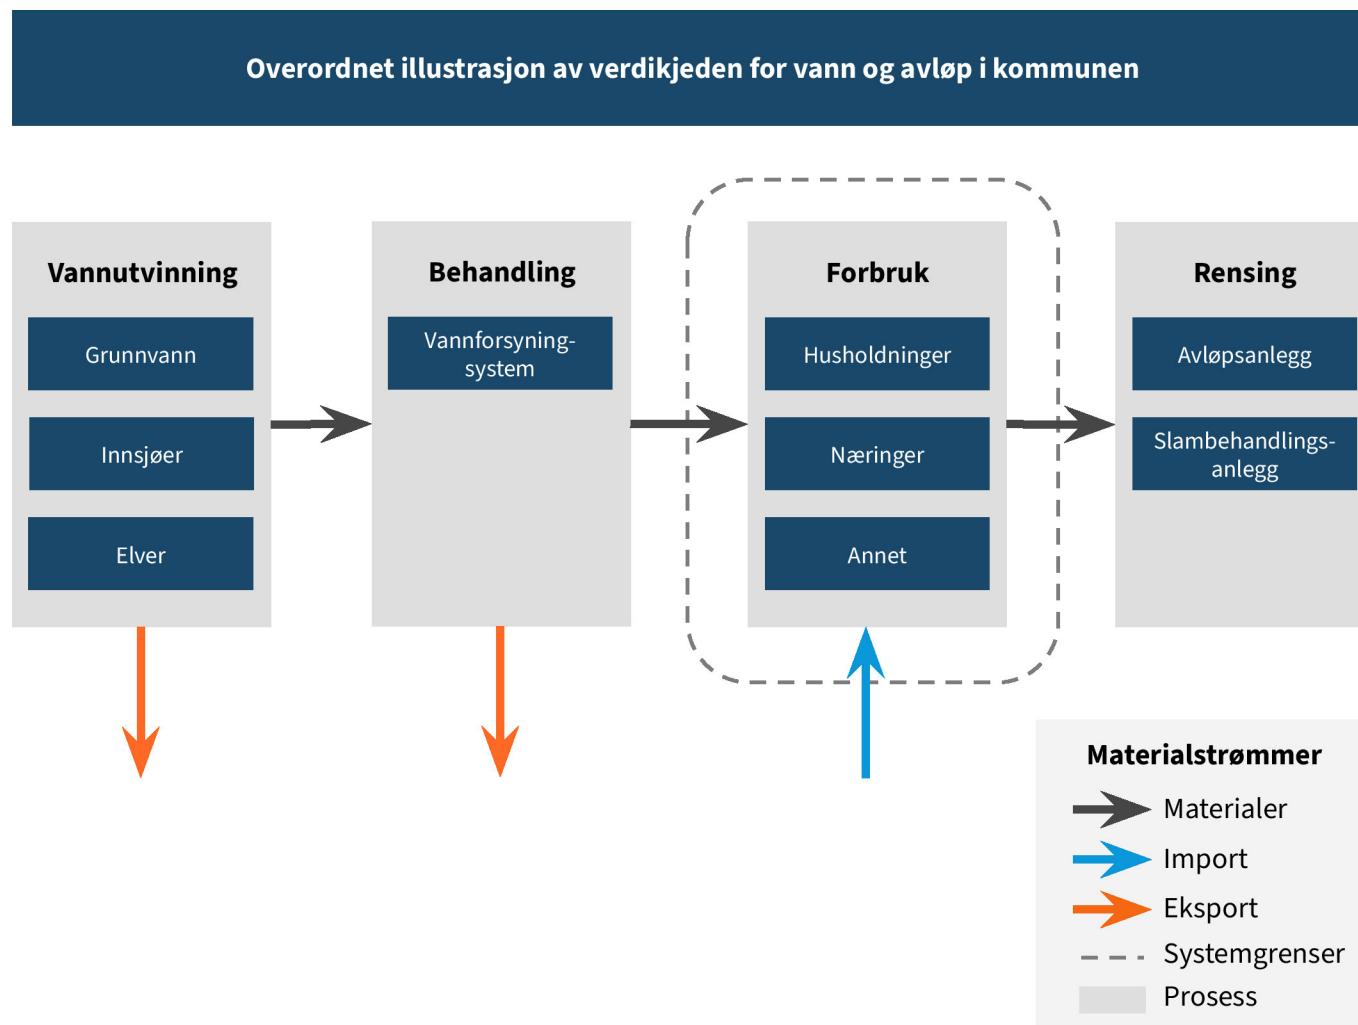 Overordnet illustrasjon av verdikjeden for vann og avløp i kommunen
Vannutvinning
Grunnvann
Innsjøer
Elver
Behandling
Vannforsyning-
system
Forbruk
Husholdninger
Næringer
Annet
Rensing
Avløpsanlegg
Slambehandlings-
anlegg
Materialstrømmer
Materialer
Import
Eksport
Systemgrenser
Prosess